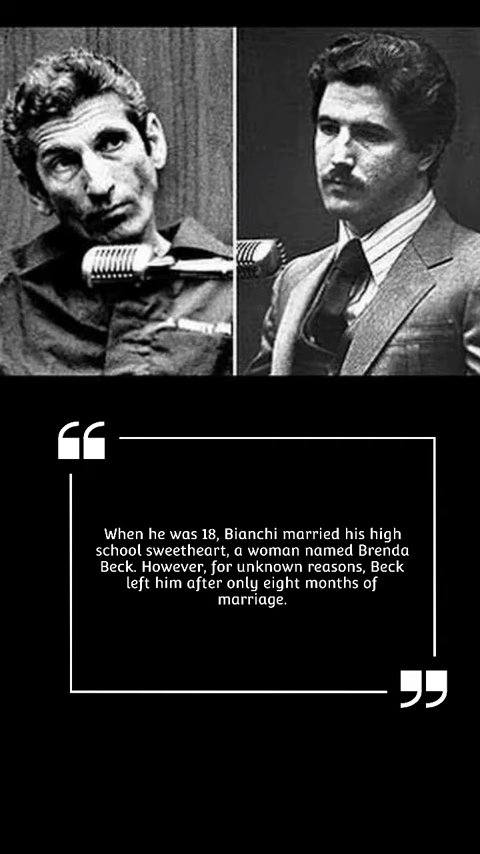 When he was 18, Bianchi married his high
school sweetheart, a woman named Brenda
Beck. However, for unknown reasons, Beck
left him after only eight months of
marriage.